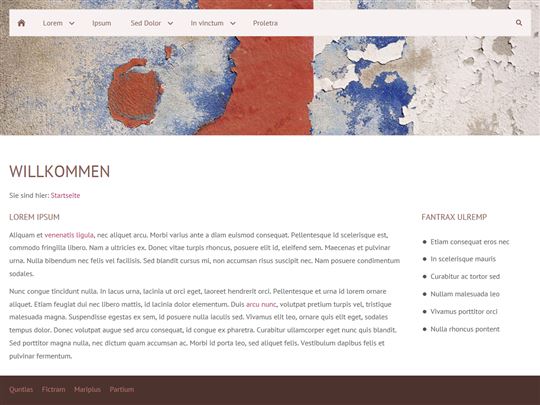 Lorem Ipsum Sed Dolor In vinctum Proletra
WILLKOMMEN
Sie sind hier: Startseite
LOREM IPSUM
Aliquam et venenatis ligula, nec aliquet arcu. Morbi varius ante a diam euismod consequat. Pellentesque id scelerisque est,
commodo fringilla libero. Nam a ultricies ex. Donec vitae turpis rhoncus, posuere elit id, eleifend sem. Maecenas et pulvinar
urna. Nulla bibendum nec felis vel facilisis. Sed blandit cursus mi, non accumsan risus suscipit nec. Nam posuere condimentum
sodales.
Nunc congue tincidunt nulla. In lacus urna, lacinia ut orci eget, laoreet hendrerit orci. Pellentesque et urna id lorem ornare
aliquet. Etiam feugiat dui nec libero mattis, id lacinia dolor elementum. Duis arcu nunc, volutpat pretium turpis vel, tristique
malesuada magna. Suspendisse egestas ex sem, id posuere nulla iaculis sed. Vivamus elit leo, ornare quis elit eget, sodales
tempus dolor. Donec volutpat augue sed arcu consequat, id congue ex pharetra. Curabitur ullamcorper eget nunc quis blandit.
Sed porttitor magna nulla, nec dictum quam accumsan ac. Morbi id porta leo, sed aliquet felis. Vestibulum dapibus felis et
pulvinar fermentum.
FANTRAX ULREMP
Etiam consequat eros nec
In scelerisque mauris
Curabitur ac tortor sed
Nullam malesuada leo
Vivamus porttitor orci
Nulla rhoncus pontent
Quntias Fictram Mariplus Partium